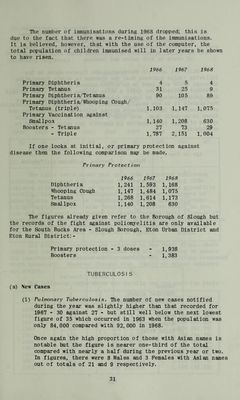 The number of immunisations during 1968 dropped; this is
due to the fact that there was a re-timing of the immunisations.
It is believed, however, that with the use of the computer, the
total population of children immunised will in later years be shown
to have risen.
1966 1967 1968
Primary Diphtheria 4 5 4
Primary Tetanus 31 25 9
Primary Diphtheria/Tetanus 90 105 89
Primary Diphtheria/Whooping Cough/
Tetanus (triple) 1,103 1,147 1,075
Primary Vaccination against
Smallpox 1,140 1,208 630
Boosters - Tetanus 27 73 29
- Triple 1,787 2,151 1,004
If one looks at initial, or primary protection against
disease then the following comparison may be made.
Primary Protection
1966 1967 1968
Diphtheria 1,241 1,593 1,168
Whooping Cough 1,147 1,484 1,075
Tetanus 1,268 1,614 1,173
Smallpox 1,140 1,208 630
The figures already given refer to the Borough of Slough but
the records of the fight against poliomyelitis are only available
for the South Bucks Area - Slough Borough, Eton Urban District and
Eton Rural District:-
Primary protection - 3 doses - 1,938
Boosters - 1,383
TUBERCULOSIS
(a) New Cases
(1) Pulmonary Tuberculosis. The number of new cases notified
during the year was slightly higher than that recorded for
1967 - 30 against 27 - but still well below the next lowest
figure of 35 which occurred in 1963 when the population was
only 84,000 compared with 92,000 in 1968.
Once again the high proportion of those with Asian names is
notable but the figure is nearer one-third of the total
compared with nearly a half during the previous year or two.
In figures, there were 8 Males and 3 Females with Asian names
out of totals of 21 and 9 respectively.
31